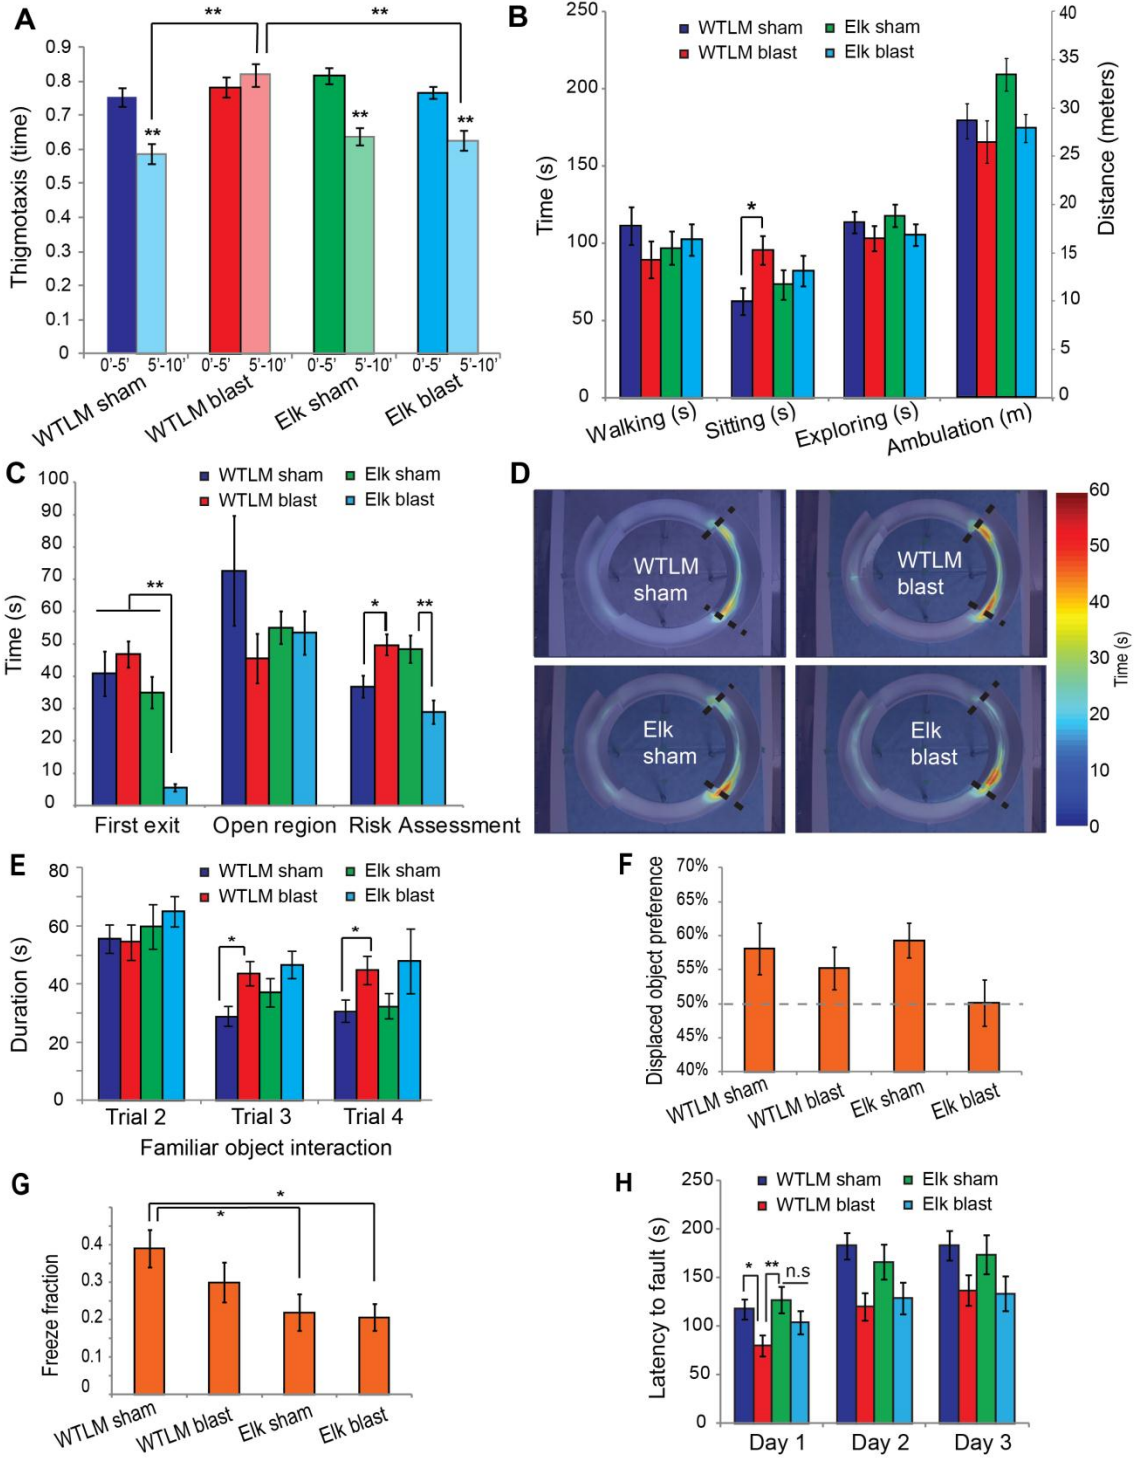 A
**
**
Thigmotaxis (time)
0.9
0.8
0.7
0.6
0.5
0.4
0.3
0.2
0.1
0
**
**
**
0'-5' 5'-10' 0'-5' 5'-10' 0'-5' 5'-10' 0'-5' 5'-10'
WTLM sham
WTLM blast
Elk sham
Elk blast
B
WTLM sham Elk sham
WTLM blast Elk blast
Time (s)
250
200
150
100
50
0
Distance (meters)
40
35
30
25
20
15
10
5
0
*
Walking (s)
Sitting (s)
Exploring (s)
Ambulation (m)
C
WTLM sham Elk sham
WTLM blast Elk blast
Time (s)
100
90
80
70
60
50
40
30
20
10
0
**
*
**
First exit Open region Risk Assessment
D
WTLM
sham
WTLM
blast
Elk
sham
Elk
blast
60
50
40
30
20
10
0
Time (s)
E
WTLM sham Elk sham
WTLM blast Elk blast
Duration (s)
80
60
40
20
0
*
*
Trial 2 Trial 3 Trial 4
Familiar object interaction
F
Displaced object preference
70%
65%
60%
55%
50%
45%
40%
WTLM sham
WTLM blast
Elk sham
Elk blast
G
Freeze fraction
*
*
0.4
0.3
0.2
0.1
0
WTLM sham
WTLM blast
Elk sham
Elk blast
H
WTLM sham Elk sham
WTLM blast Elk blast
Latency to fault (s)
250
200
150
100
50
0
* ** n.s
Day 1 Day 2 Day 3